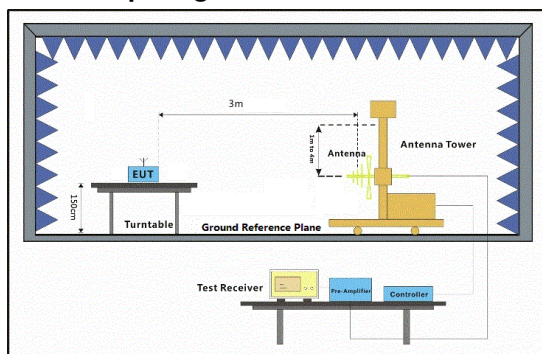 3m
1m to 4m
Antenna
Antenna Tower
EUT
150cm
Turntable
Ground Reference Plane
Test Receiver
Pre-Amplifier
Controller